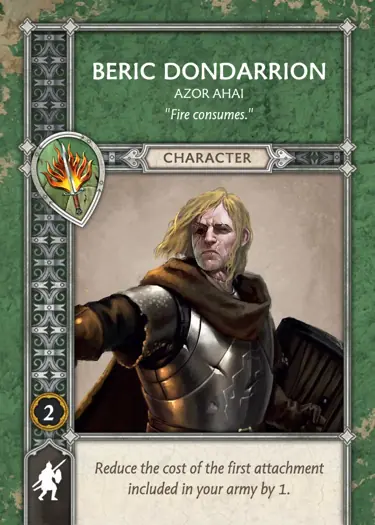 BERIC DONDARRION
AZOR AHAI
"Fire consumes."
CHARACTER
2
Reduce the cost of the first attachment
included in your army by 1.